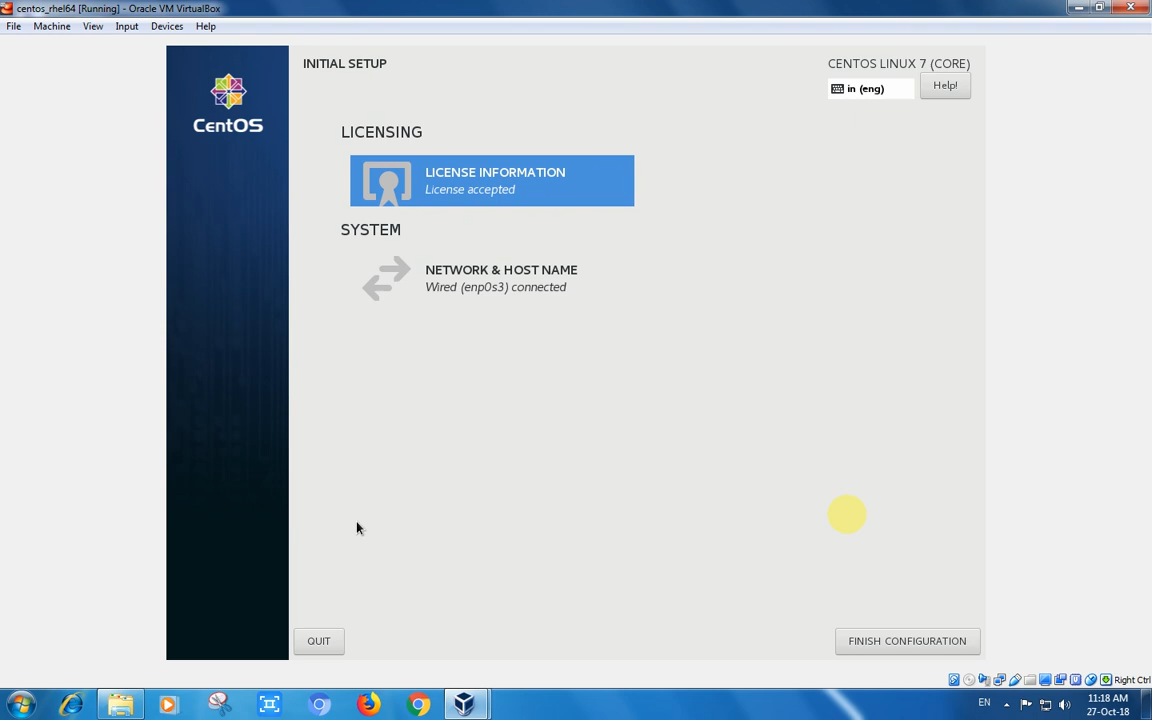 centos_rhel64 [Running] - Oracle VM VirtualBox
File Machine View Input Devices Help
INITIAL SETUP
CENTOS LINUX 7 (CORE)
in (eng)
Help!
CentOS
LICENSING
LICENSE INFORMATION
License accepted
SYSTEM
NETWORK & HOST NAME
Wired (enp0s3) connected
QUIT
FINISH CONFIGURATION
Right Ctrl
EN
11:18 AM
27-Oct-18